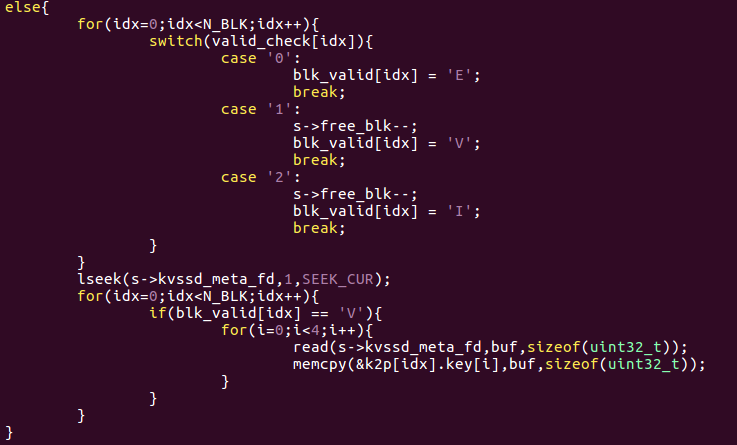 else{
        for(idx=0;idx<N_BLK;idx++){
                switch(valid_check[idx]){
                        case '0':
                                blk_valid[idx] = 'E';
                                break;
                        case '1':
                                s->free_blk--;
                                blk_valid[idx] = 'V';
                                break;
                        case '2':
                                s->free_blk--;
                                blk_valid[idx] = 'I';
                                break;
                }
        }
        lseek(s->kvssd_meta_fd,1,SEEK_CUR);
        for(idx=0;idx<N_BLK;idx++){
                if(blk_valid[idx] == 'V'){
                        for(i=0;i<4;i++){
                                read(s->kvssd_meta_fd,buf,sizeof(uint32_t));
                                memcpy(&k2p[idx].key[i],buf,sizeof(uint32_t));
                        }
                }
        }
}